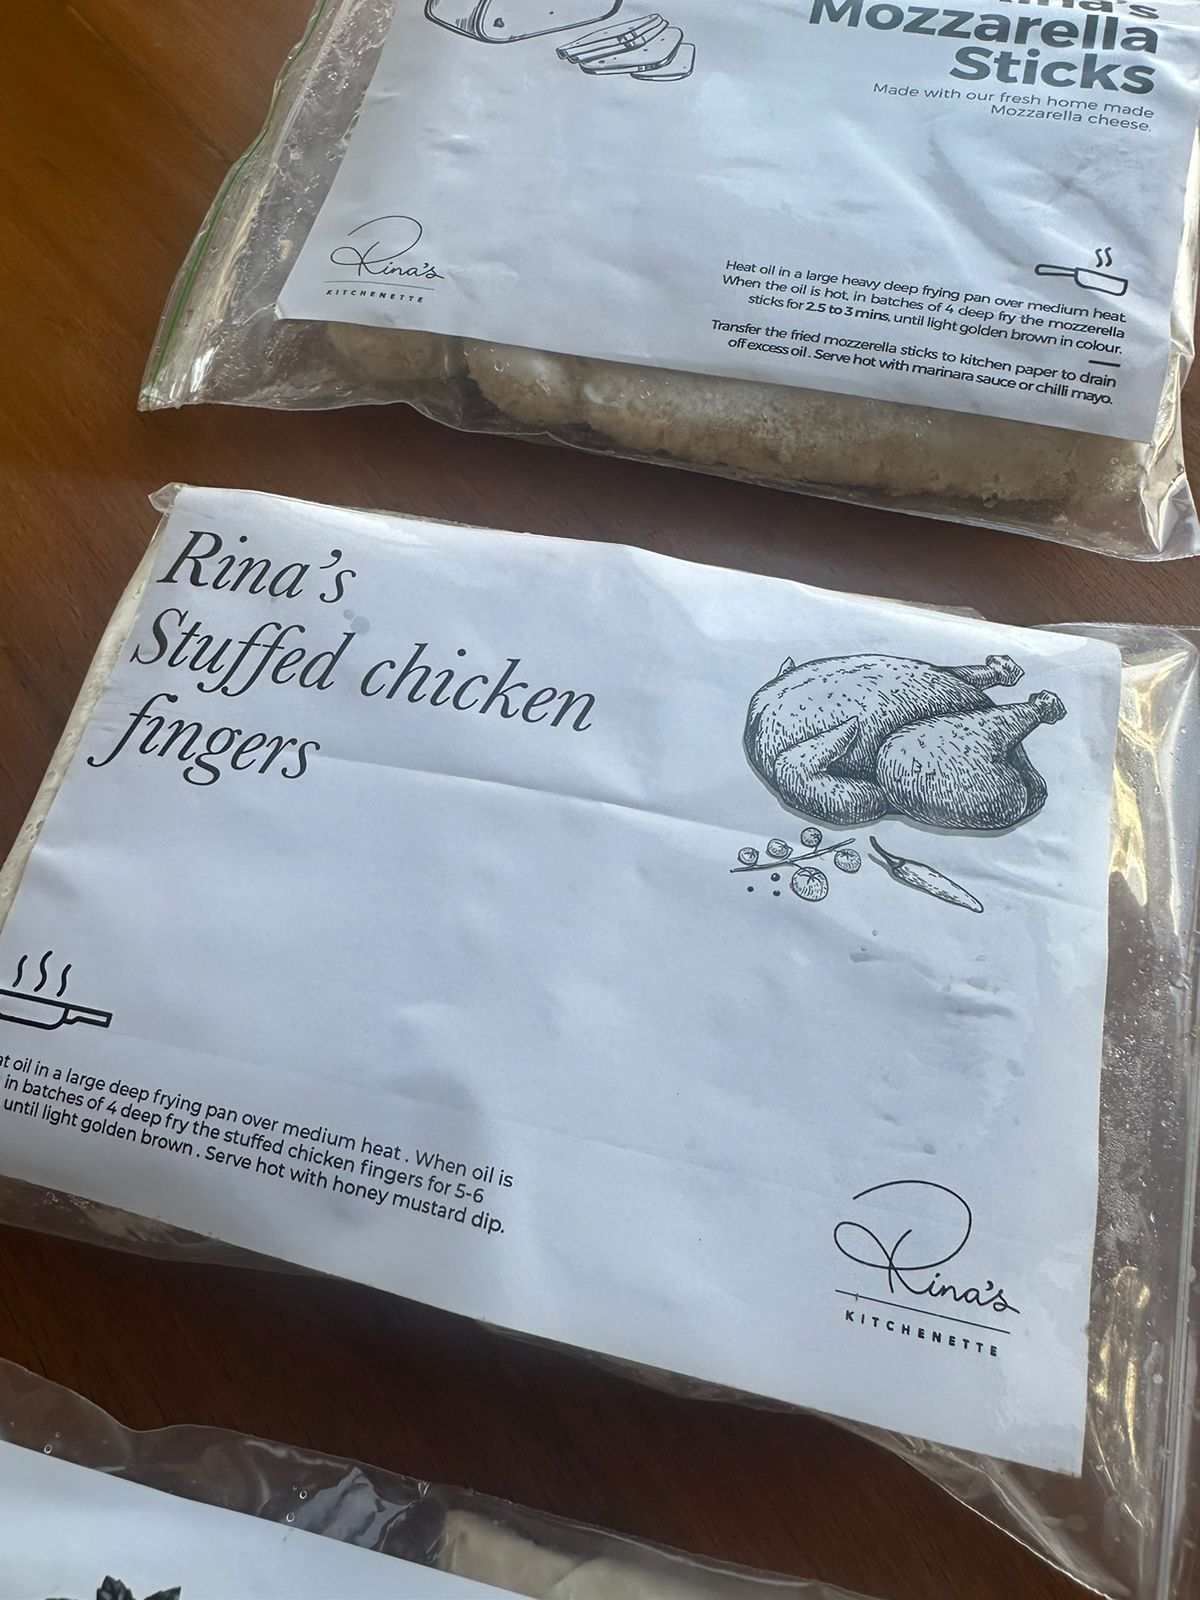 Rina's
Mozzarella
Sticks
Made with our fresh home made
Mozzarella cheese.
Rina's
KITCHENETTE
Heat oil in a large heavy deep frying pan over medium heat.
When the oil is hot, in batches of 4 deep fry the mozzerella
sticks for 2.5 to 3 mins, until light golden brown in colour.
Transfer the fried mozzerella sticks to kitchen paper to drain
off excess oil . Serve hot with marinara sauce or chilli mayo.
Rina's
Stuffed chicken
fingers
oil in a large deep frying pan over medium heat . When oil is
in batches of 4 deep fry the stuffed chicken fingers for 5-6
until light golden brown . Serve hot with honey mustard dip.
Rina's
KITCHENETTE